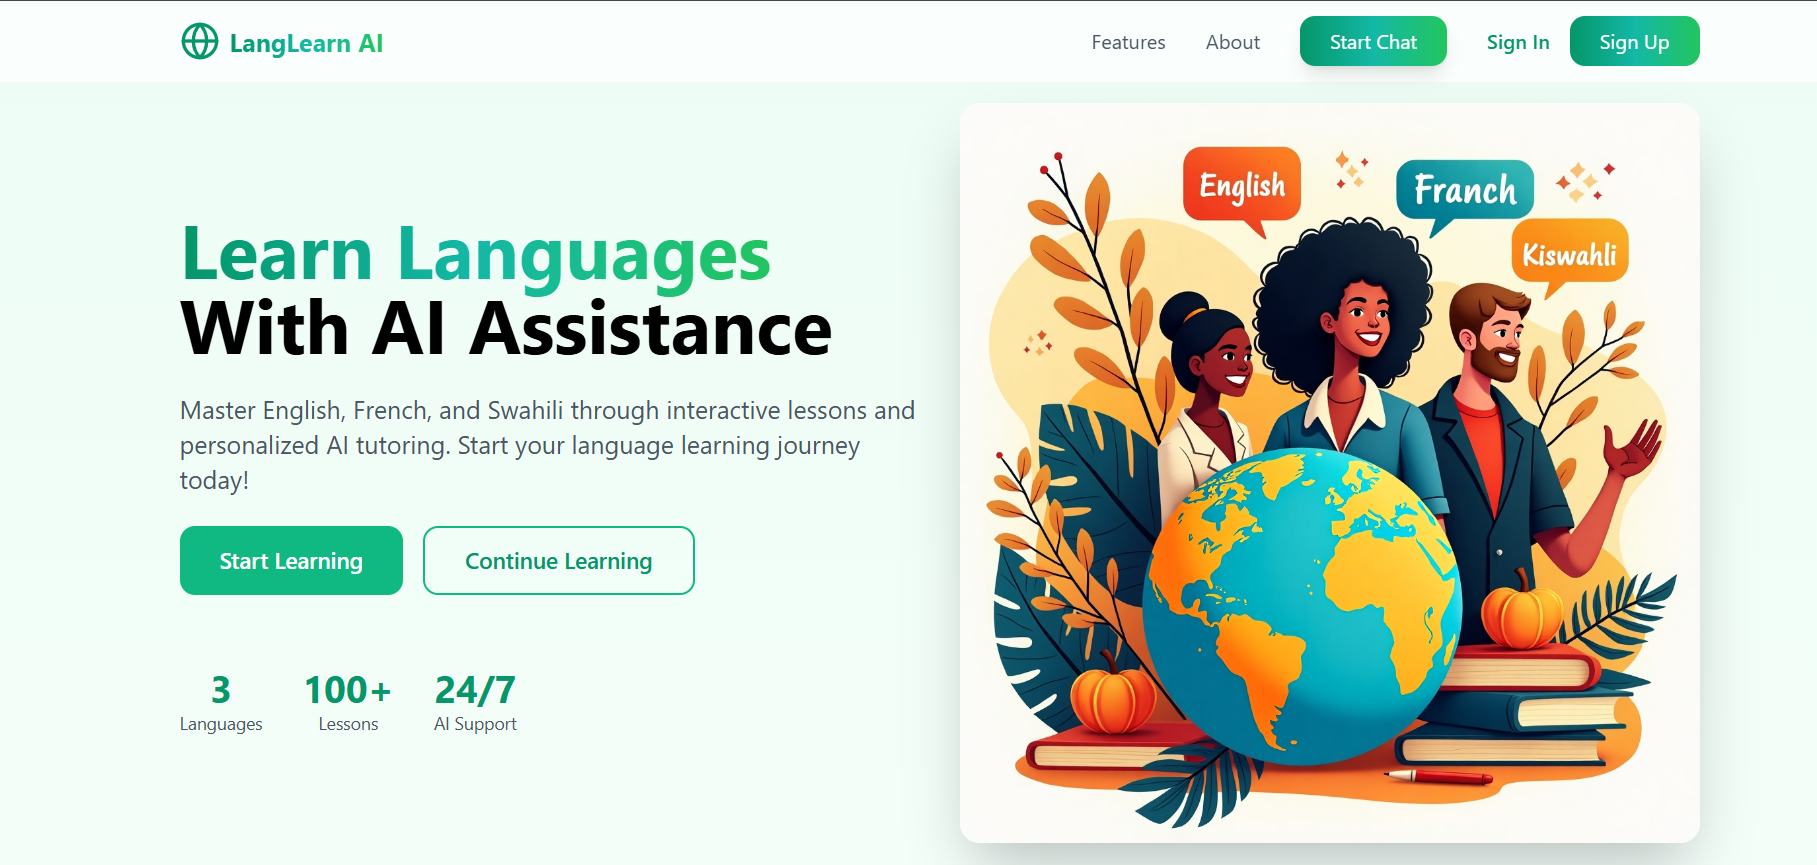 LangLearn AI
Features
About
Start Chat
Sign In
Sign Up
Learn Languages
With AI Assistance
Master English, French, and Swahili through interactive lessons and
personalized AI tutoring. Start your language learning journey
today!
Start Learning
Continue Learning
3
Languages
100+
Lessons
24/7
AI Support
English
Franch
Kiswahli